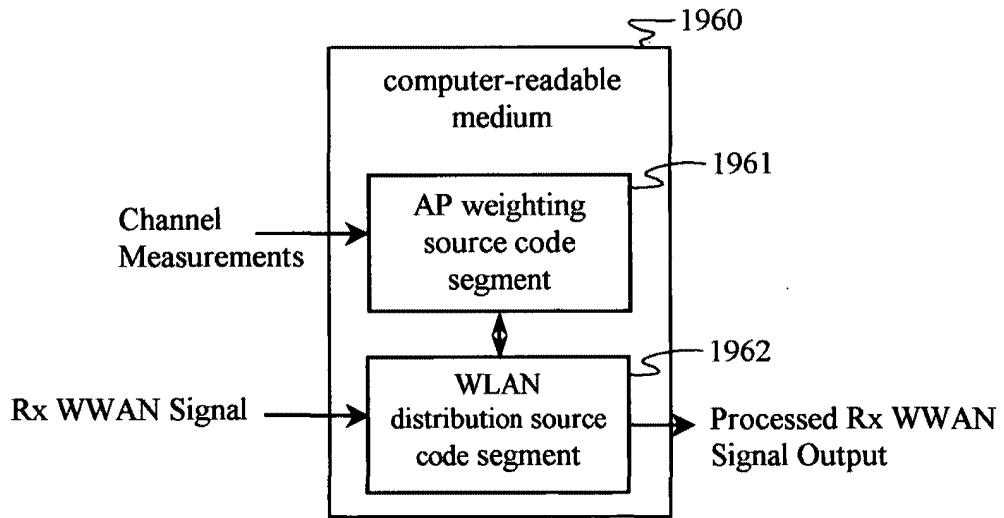 1960
computer-readable
medium
1961
AP weighting
source code
segment
Channel
Measurements
1962
WLAN
distribution source
code segment
Rx WWAN Signal
Processed Rx WWAN
Signal Output